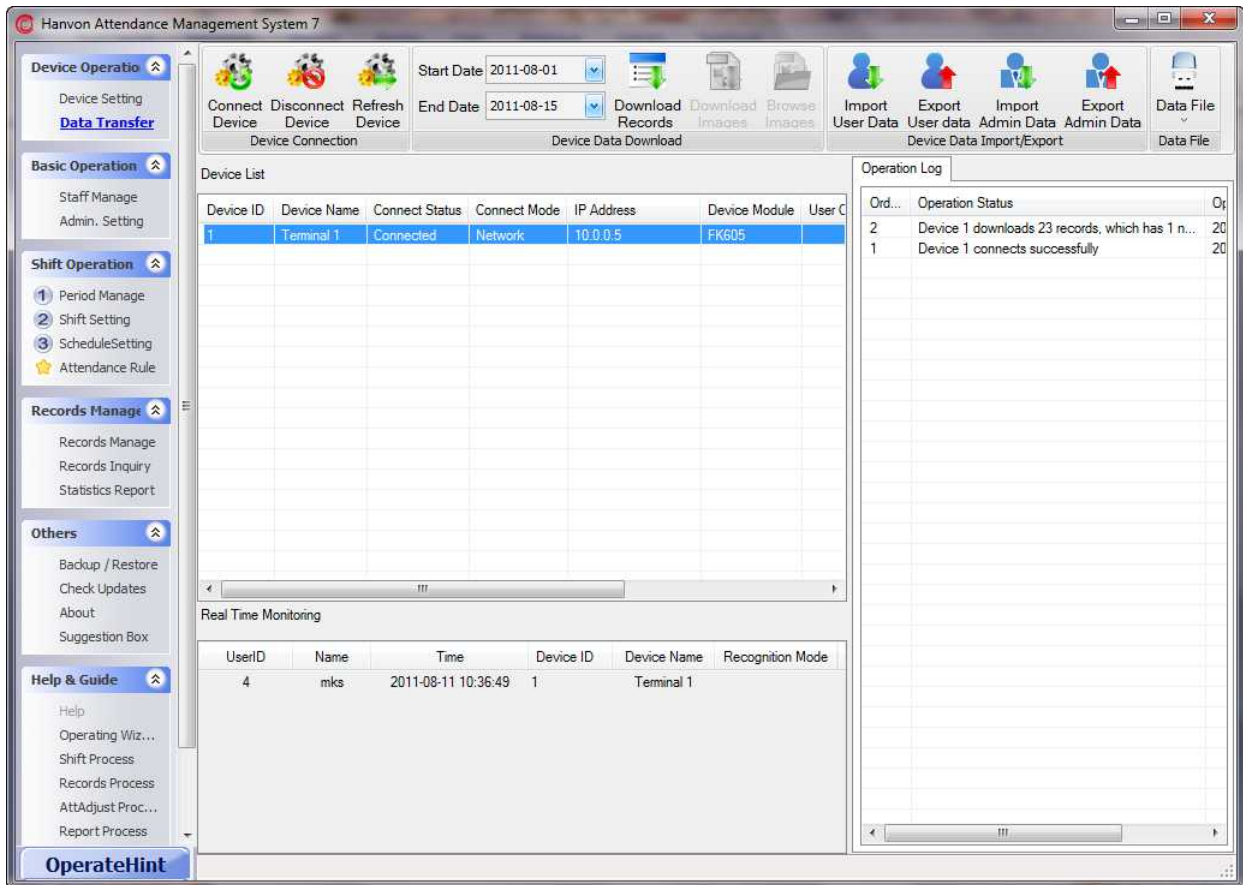 Hanvon Attendance Management System 7
Device Operatio
Device Setting
Data Transfer
Basic Operation
Staff Manage
Admin. Setting
Shift Operation
1 Period Manage
2 Shift Setting
3 ScheduleSetting
Attendance Rule
Records Manage
Records Manage
Records Inquiry
Statistics Report
Others
Backup / Restore
Check Updates
About
Suggestion Box
Help & Guide
Help
Operating Wiz...
Shift Process
Records Process
AttAdjust Proc...
Report Process
OperateHint
Connect Device
Disconnect Device
Refresh Device
Device Connection
Start Date 2011-08-01
End Date 2011-08-15
Download Records
Download Images
Browse Images
Device Data Download
Import User Data
Export User data
Import Admin Data
Export Admin Data
Device Data Import/Export
Data File
Data File
Device List
Device ID Device Name Connect Status Connect Mode IP Address Device Module User C
1 Terminal 1 Connected Network 10.0.0.5 FK605
Real Time Monitoring
UserID Name Time Device ID Device Name Recognition Mode
4 mks 2011-08-11 10:36:49 1 Terminal 1
Operation Log
Ord... Operation Status Op
2 Device 1 downloads 23 records, which has 1 n... 20
1 Device 1 connects successfully 20